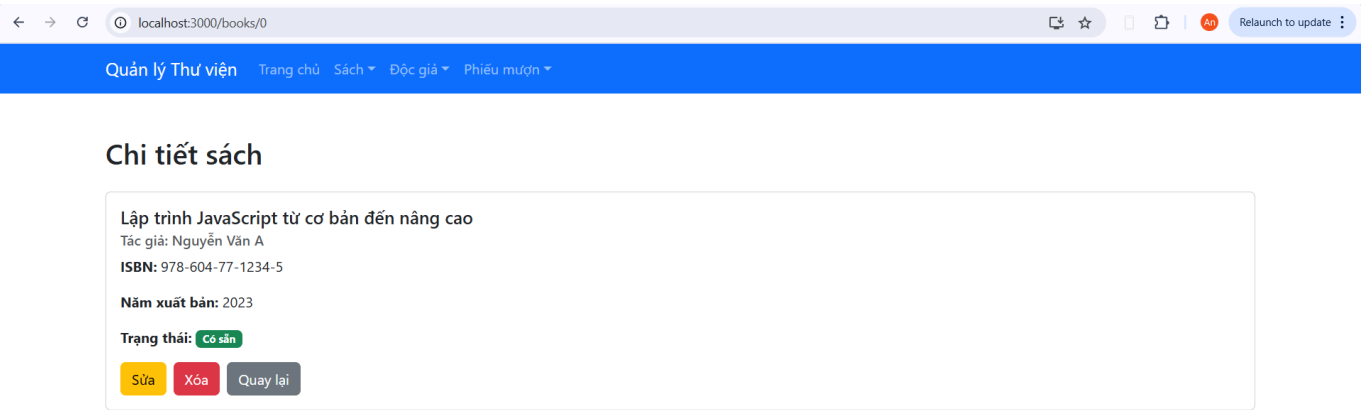 localhost:3000/books/0
An
Relaunch to update
Quản lý Thư viện Trang chủ Sách Độc giả Phiếu mượn
Chi tiết sách
Lập trình JavaScript từ cơ bản đến nâng cao
Tác giả: Nguyễn Văn A
ISBN: 978-604-77-1234-5
Năm xuất bản: 2023
Trạng thái: Có sẵn
Sửa Xóa Quay lại